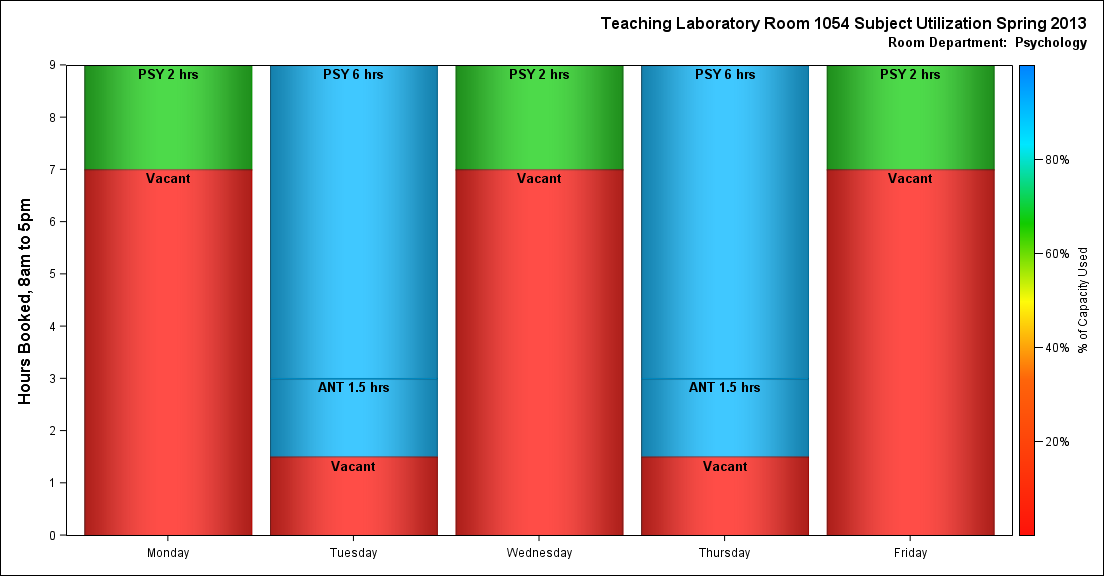 Teaching Laboratory Room 1054 Subject Utilization Spring 2013
Room Department:  Psychology
Hours Booked, 8am to 5pm
9
8
7
6
5
4
3
2
1
0
PSY 2 hrs
Vacant
PSY 6 hrs
ANT 1.5 hrs
Vacant
PSY 2 hrs
Vacant
PSY 6 hrs
ANT 1.5 hrs
Vacant
PSY 2 hrs
Vacant
Monday
Tuesday
Wednesday
Thursday
Friday
80%
60%
40%
20%
% of Capacity Used